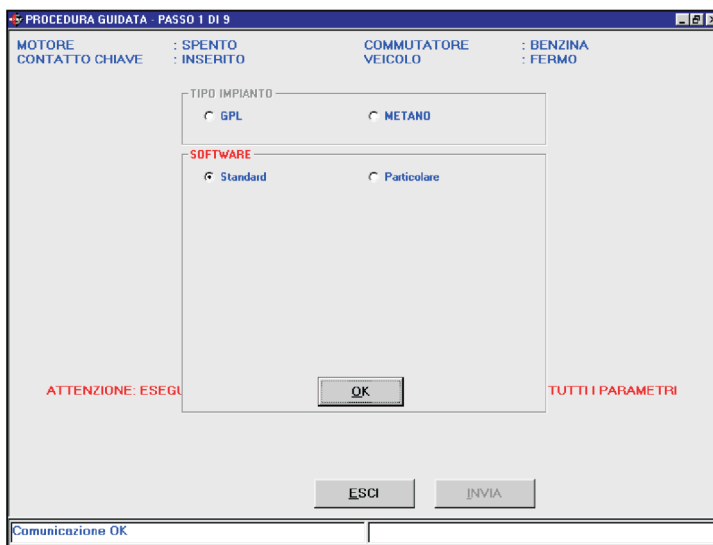 PROCEDURA GUIDATA - PASSO 1 DI 9
MOTORE : SPENTO COMMUTATORE : BENZINA
CONTATTO CHIAVE : INSERITO VEICOLO : FERMO
TIPO IMPIANTO
GPL METANO
SOFTWARE
Standard Particolare
ATTENZIONE: ESEGU TUTTI I PARAMETRI
OK
ESCI INVIA
Comunicazione OK